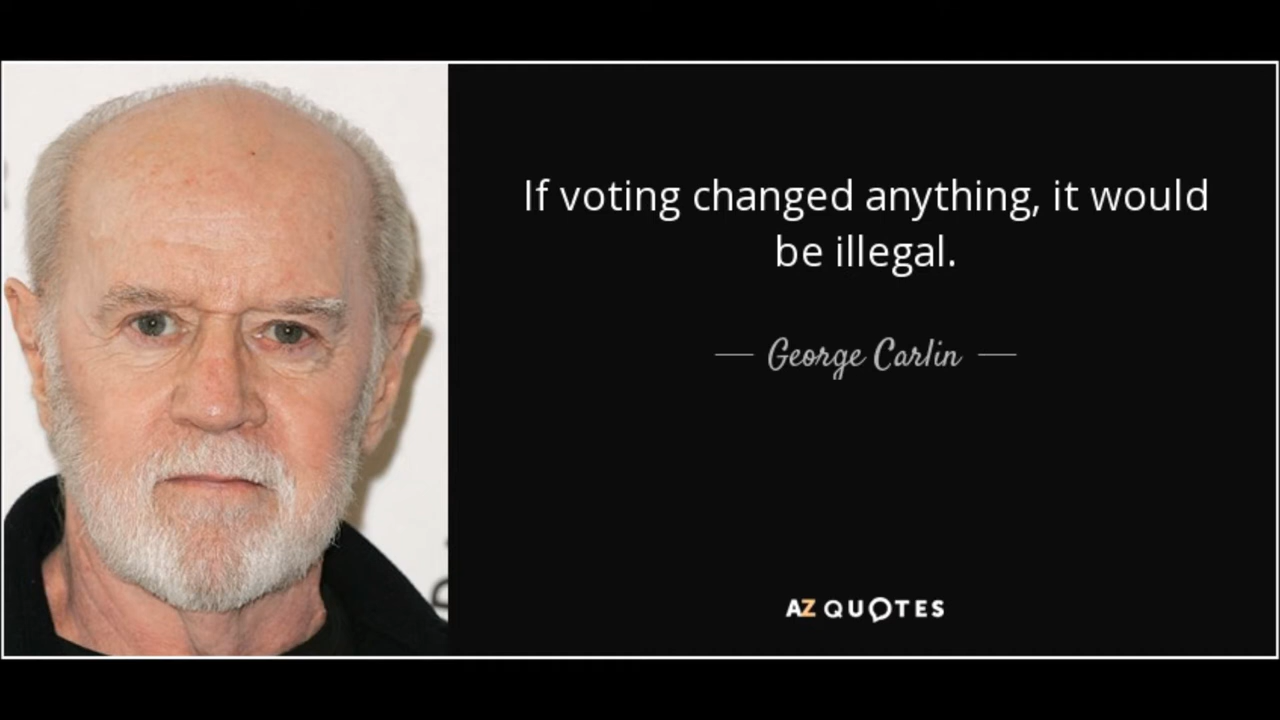 If voting changed anything, it would
be illegal.
— George Carlin —
AZ QUOTES